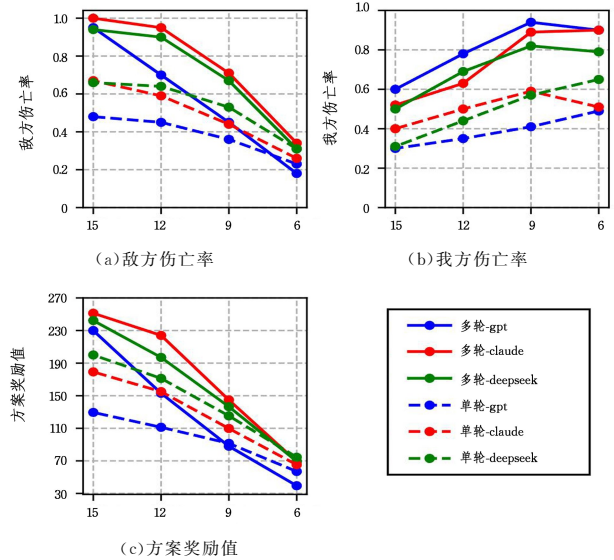 敌方伤亡率
1.0
0.8
0.6
0.4
0.2
0
15 12 9 6
(a)敌方伤亡率
我方伤亡率
1.0
0.8
0.6
0.4
0.2
0
15 12 9 6
(b)我方伤亡率
方案奖励值
270
230
190
150
110
70
30
15 12 9 6
(c)方案奖励值
多轮-gpt
多轮-claude
多轮-deepseek
单轮-gpt
单轮-claude
单轮-deepseek